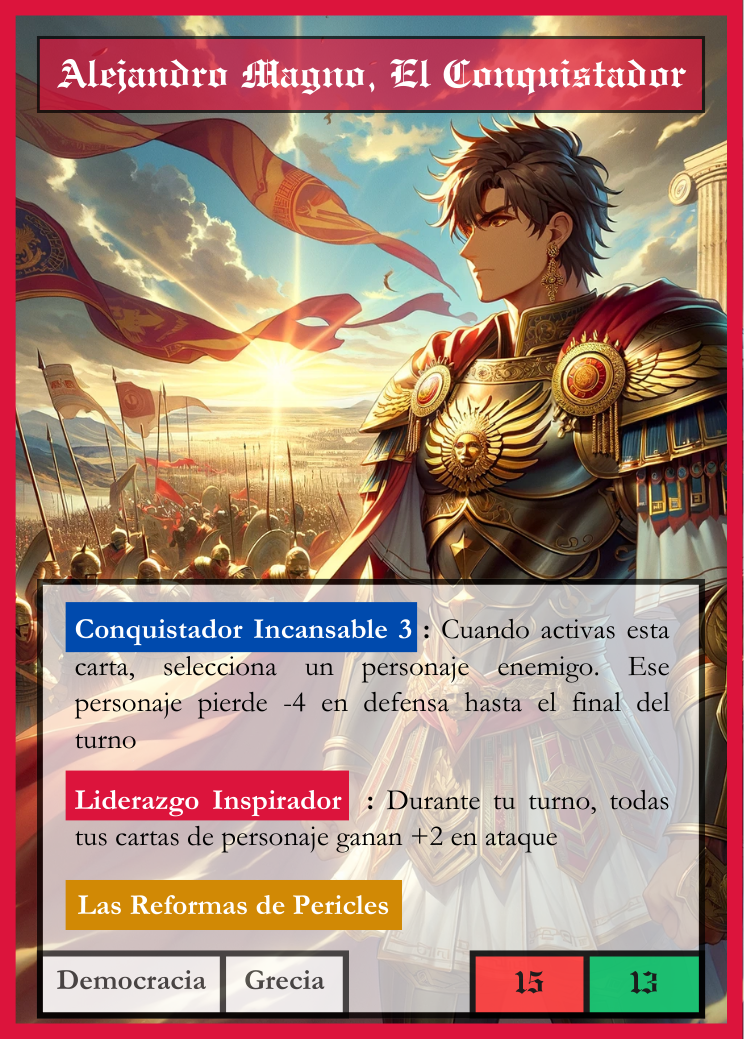 Alejandro Magno, El Conquistador
Conquistador Incansable 3 : Cuando activas esta
carta, selecciona un personaje enemigo. Ese
personaje pierde -4 en defensa hasta el final del
turno
Liderazgo Inspirador : Durante tu turno, todas
tus cartas de personaje ganan +2 en ataque
Las Reformas de Pericles
Democracia Grecia 15 13